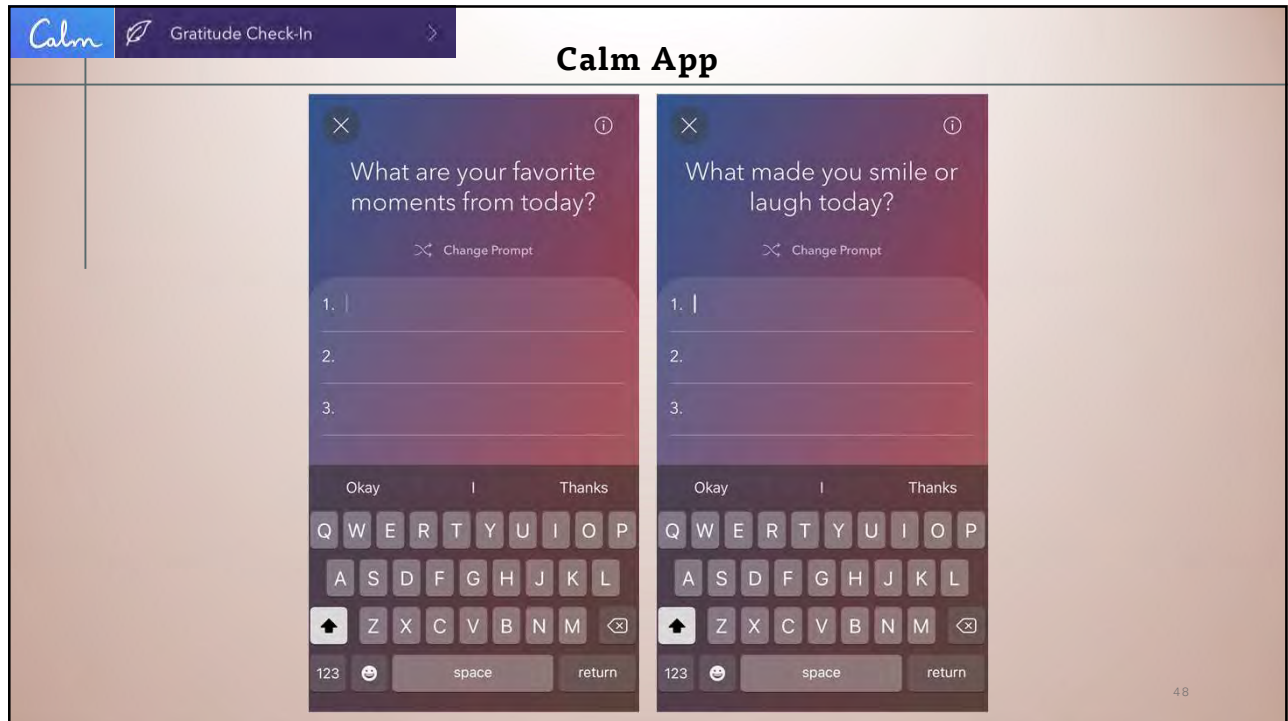 Calm
Gratitude Check-In
Calm App
What are your favorite
moments from today?
Change Prompt
1.
2.
3.
Okay I Thanks
Q W E R T Y U I O P
A S D F G H J K L
Z X C V B N M
123 space return
What made you smile or
laugh today?
Change Prompt
1.
2.
3.
Okay I Thanks
Q W E R T Y U I O P
A S D F G H J K L
Z X C V B N M
123 space return
48